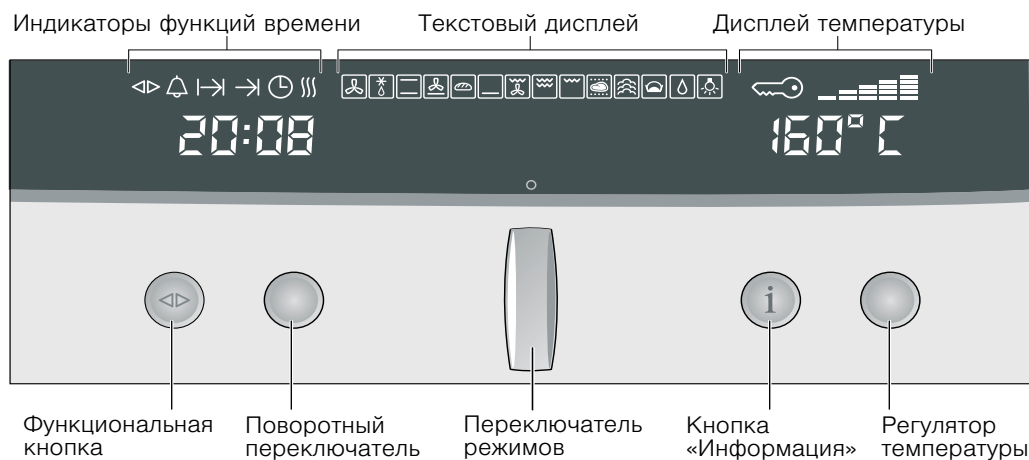 Индикаторы функций времени
Текстовый дисплей
Дисплей температуры
20:08
160° C
i
Функциональная
кнопка
Поворотный
переключатель
Переключатель
режимов
Кнопка
«Информация»
Регулятор
температуры